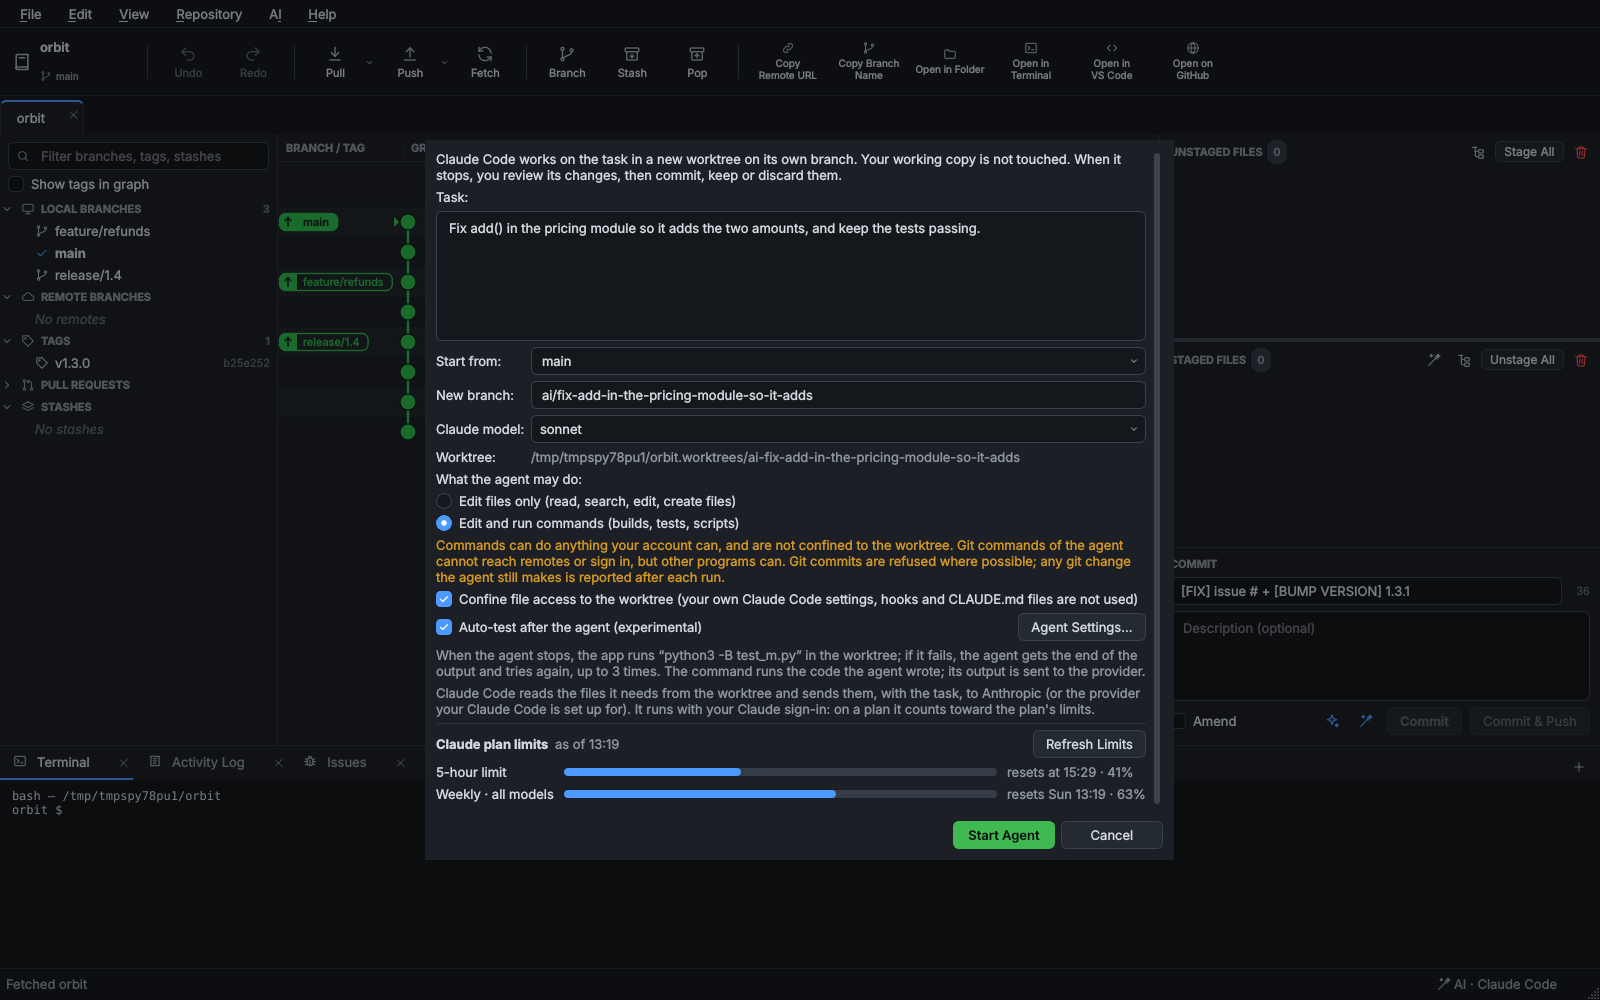 File Edit View Repository AI Help
orbit
main
Undo Redo Pull Push Fetch Branch Stash Pop
Copy Remote URL
Copy Branch Name
Open in Folder
Open in Terminal
Open in VS Code
Open on GitHub
orbit
Filter branches, tags, stashes
Show tags in graph
LOCAL BRANCHES 3
feature/refunds
main
release/1.4
REMOTE BRANCHES
No remotes
TAGS 1
v1.3.0 b25e252
PULL REQUESTS
STASHES
No stashes
BRANCH / TAG GR
main
feature/refunds
release/1.4
Claude Code works on the task in a new worktree on its own branch. Your working copy is not touched. When it
stops, you review its changes, then commit, keep or discard them.
Task:
Fix add() in the pricing module so it adds the two amounts, and keep the tests passing.
Start from: main
New branch: ai/fix-add-in-the-pricing-module-so-it-adds
Claude model: sonnet
Worktree: /tmp/tmpspy78pu1/orbit.worktrees/ai-fix-add-in-the-pricing-module-so-it-adds
What the agent may do:
Edit files only (read, search, edit, create files)
Edit and run commands (builds, tests, scripts)
Commands can do anything your account can, and are not confined to the worktree. Git commands of the agent
cannot reach remotes or sign in, but other programs can. Git commits are refused where possible; any git change
the agent still makes is reported after each run.
Confine file access to the worktree (your own Claude Code settings, hooks and CLAUDE.md files are not used)
Auto-test after the agent (experimental) Agent Settings...
When the agent stops, the app runs “python3 -B test_m.py” in the worktree; if it fails, the agent gets the end of the
output and tries again, up to 3 times. The command runs the code the agent wrote; its output is sent to the provider.
Claude Code reads the files it needs from the worktree and sends them, with the task, to Anthropic (or the provider
your Claude Code is set up for). It runs with your Claude sign-in: on a plan it counts toward the plan's limits.
Claude plan limits as of 13:19 Refresh Limits
5-hour limit resets at 15:29 · 41%
Weekly · all models resets Sun 13:19 · 63%
Start Agent Cancel
UNSTAGED FILES 0 Stage All
STAGED FILES 0 Unstage All
COMMIT
[FIX] issue # + [BUMP VERSION] 1.3.1 36
Description (optional)
Amend Commit Commit & Push
Terminal Activity Log Issues
bash — /tmp/tmpspy78pu1/orbit
orbit $
Fetched orbit AI · Claude Code